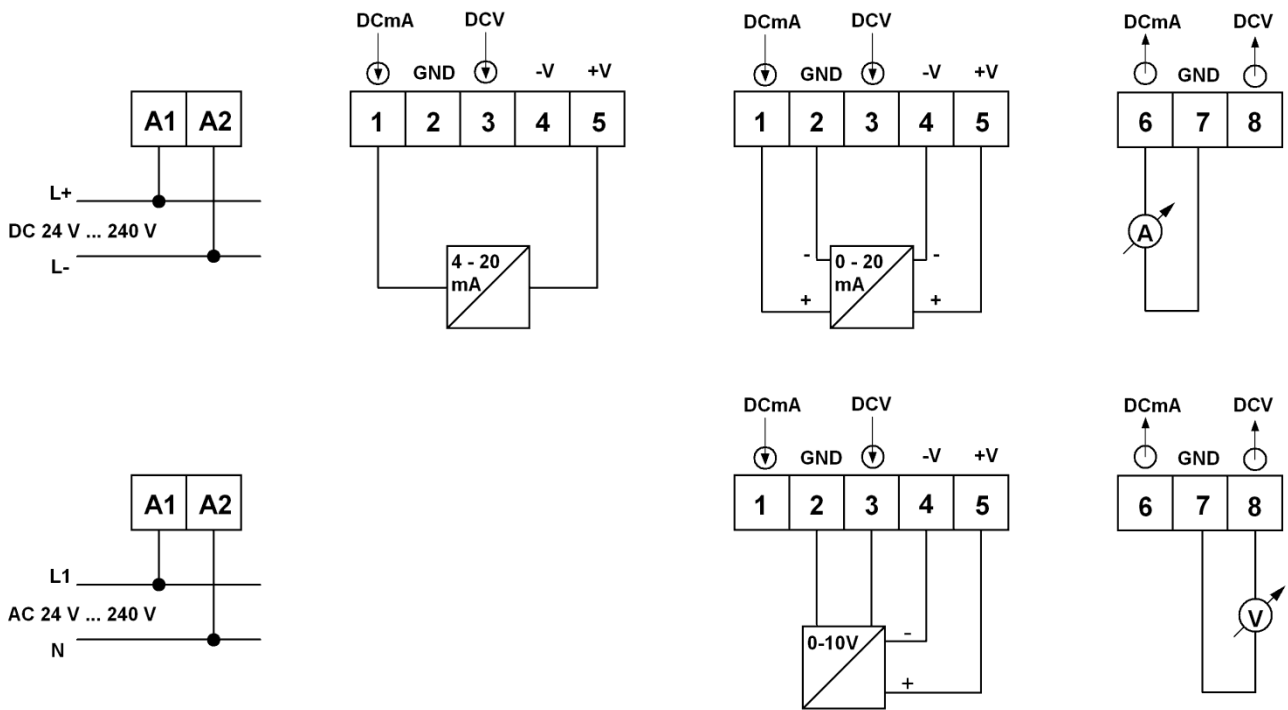 DCmA DCV
GND -V +V
1 2 3 4 5
4 - 20
mA
DCmA DCV
GND -V +V
1 2 3 4 5
- 0 - 20 -
+ mA +
DCmA DCV
GND
6 7 8
A
A1 A2
L+
DC 24 V ... 240 V
L-
A1 A2
L1
AC 24 V ... 240 V
N
DCmA DCV
GND -V +V
1 2 3 4 5
0-10V -
+
DCmA DCV
GND
6 7 8
V